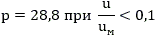 p = 28,8 при u/uм < 0,1